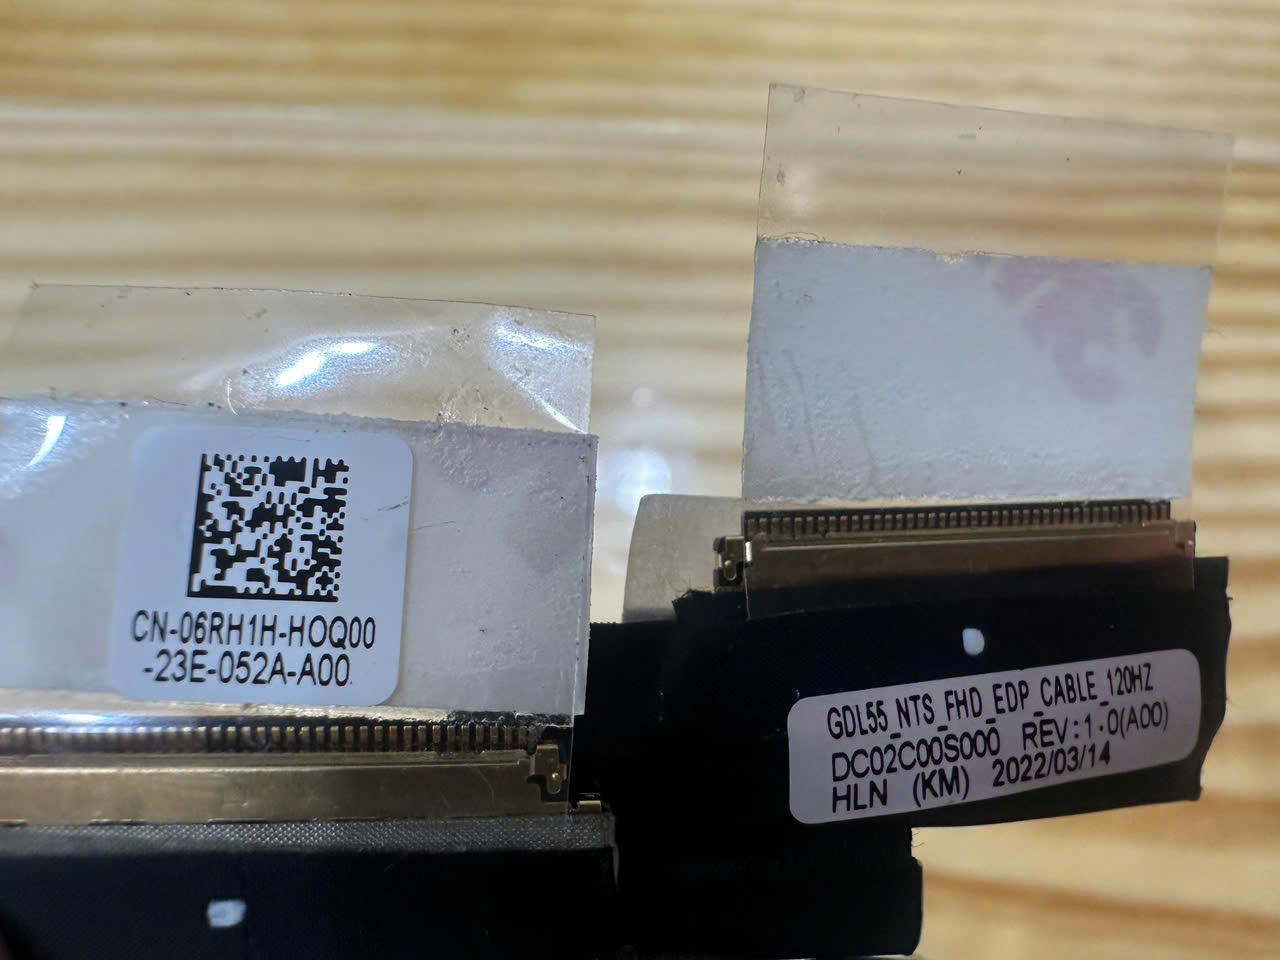 CN-06RH1H-HOQ00
-23E-052A-A00
GDL55_NTS_FHD_EDP_CABLE_120HZ
DC02C00S000 REV:1.0(A00)
HLN (KM) 2022/03/14